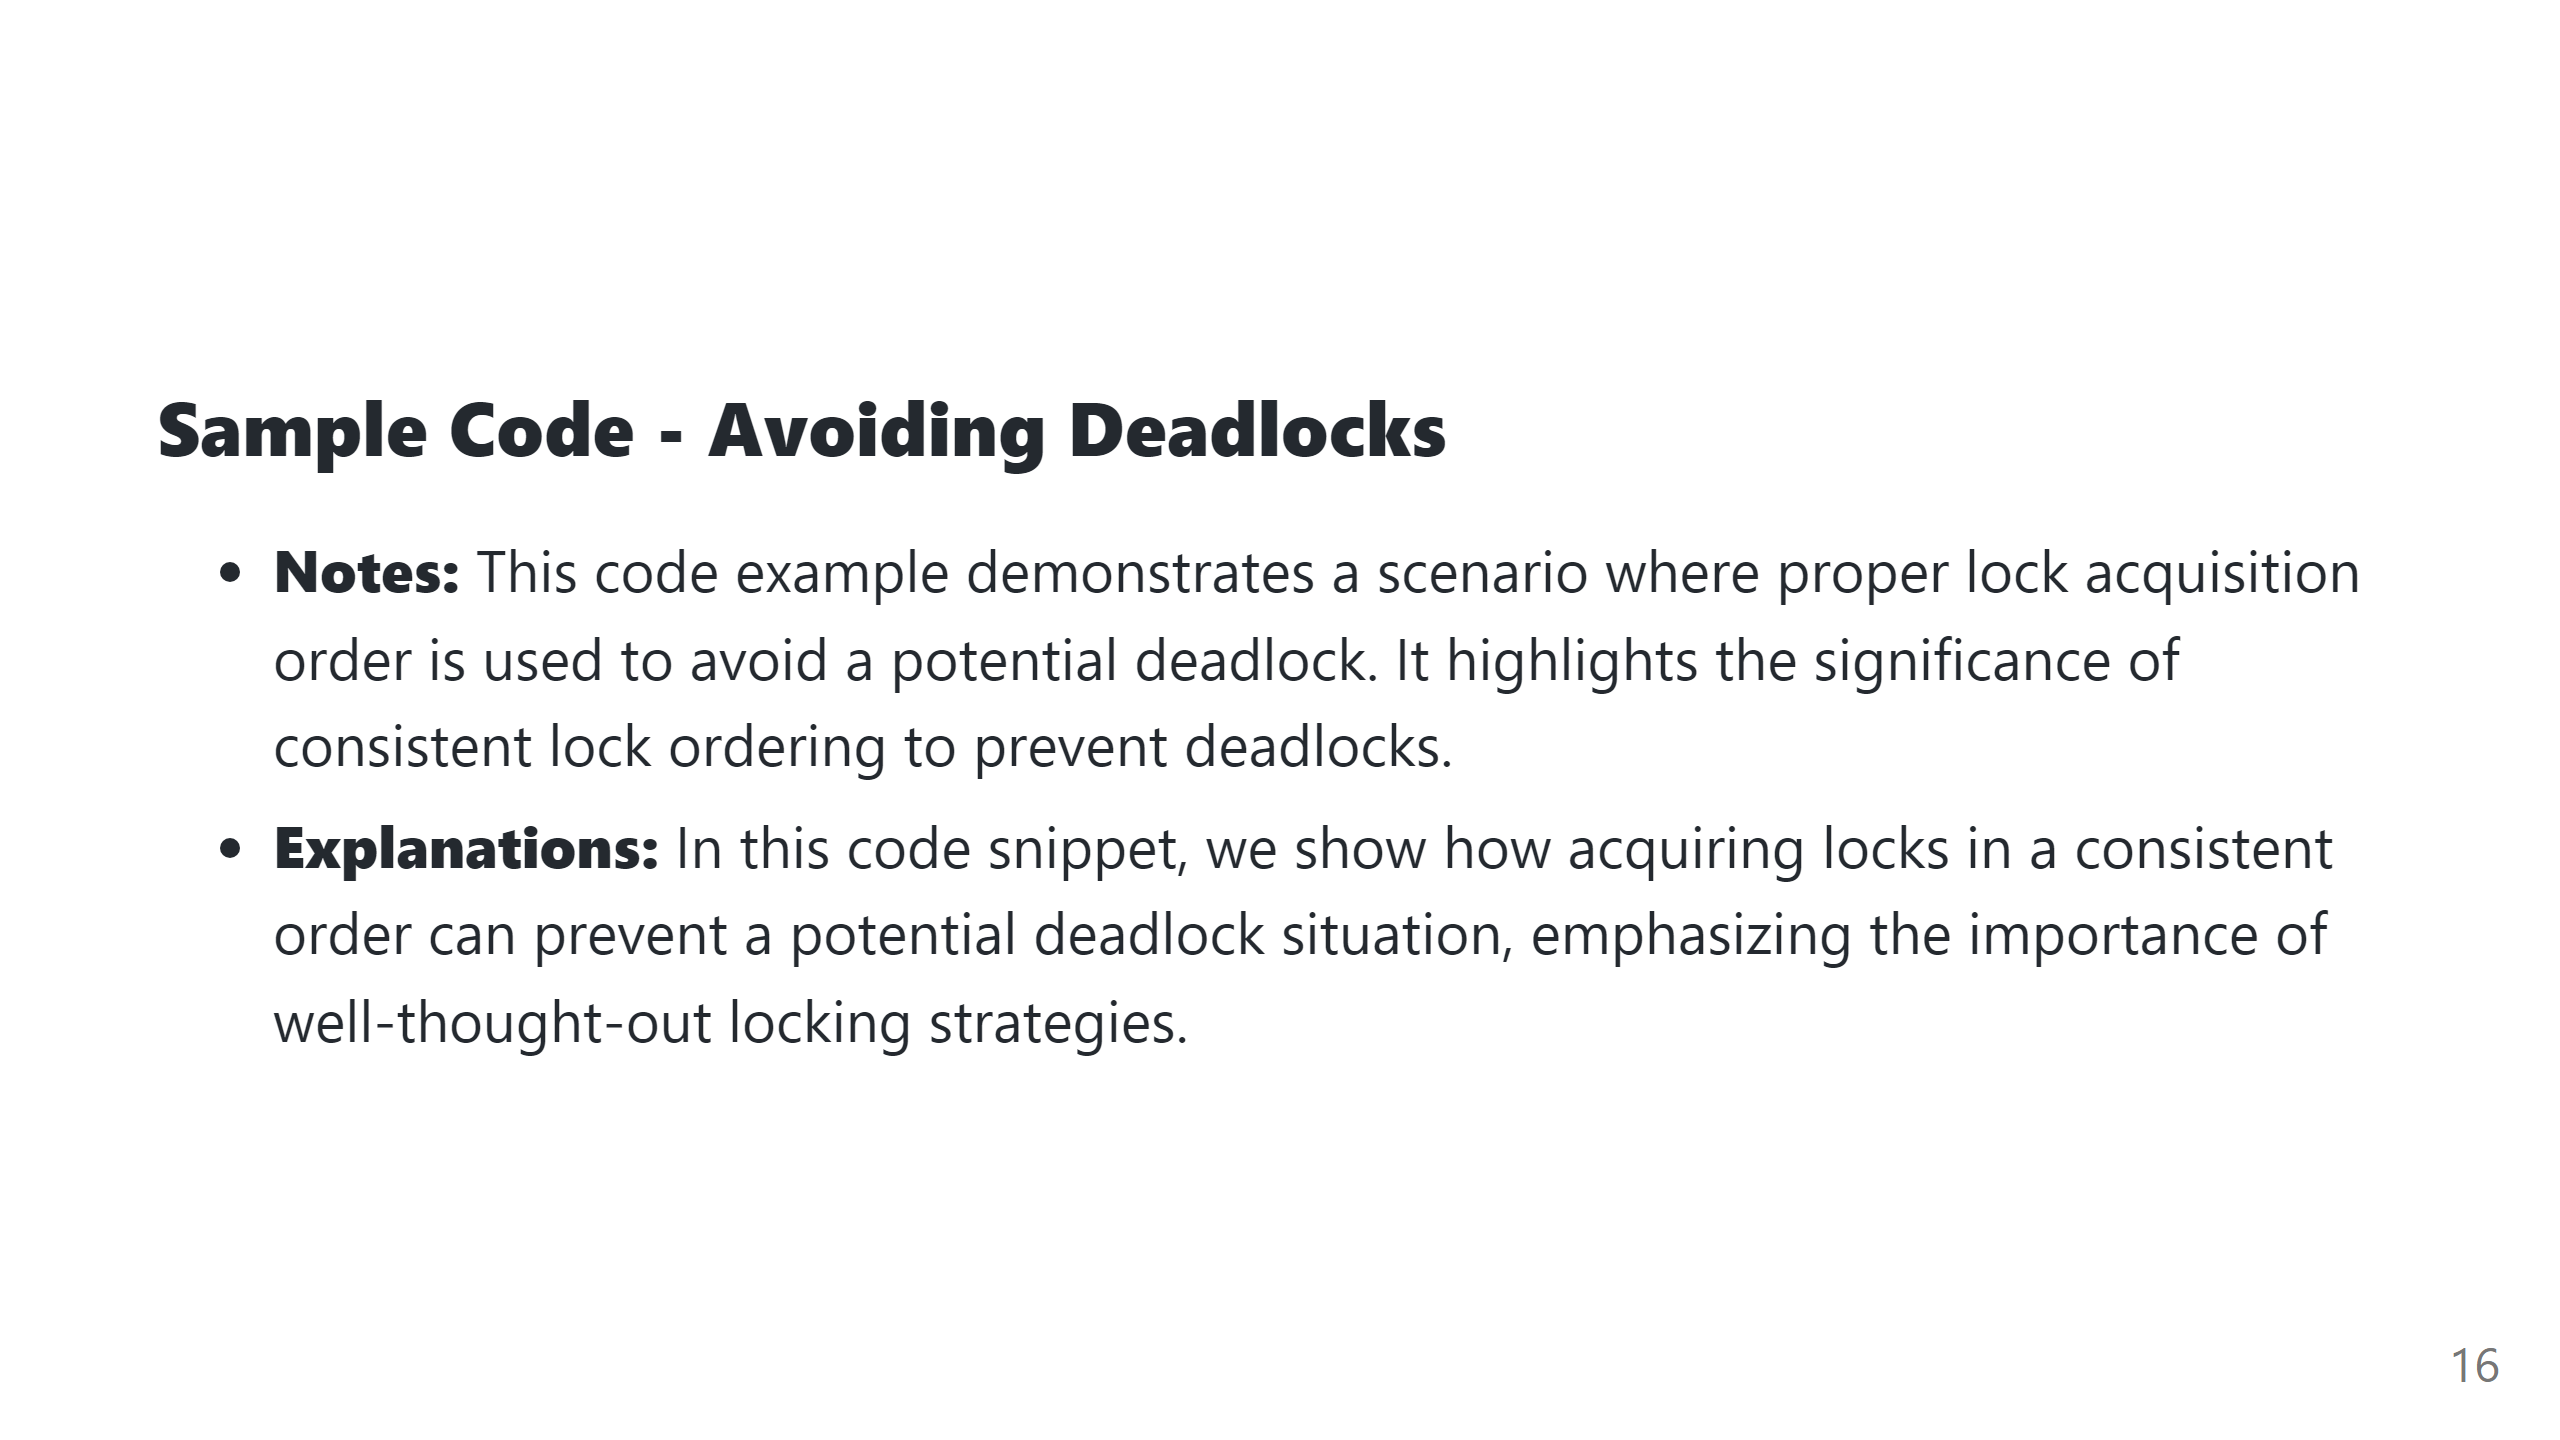 Sample Code - Avoiding Deadlocks
• Notes: This code example demonstrates a scenario where proper lock acquisition
order is used to avoid a potential deadlock. It highlights the significance of
consistent lock ordering to prevent deadlocks.
• Explanations: In this code snippet, we show how acquiring locks in a consistent
order can prevent a potential deadlock situation, emphasizing the importance of
well-thought-out locking strategies.
16